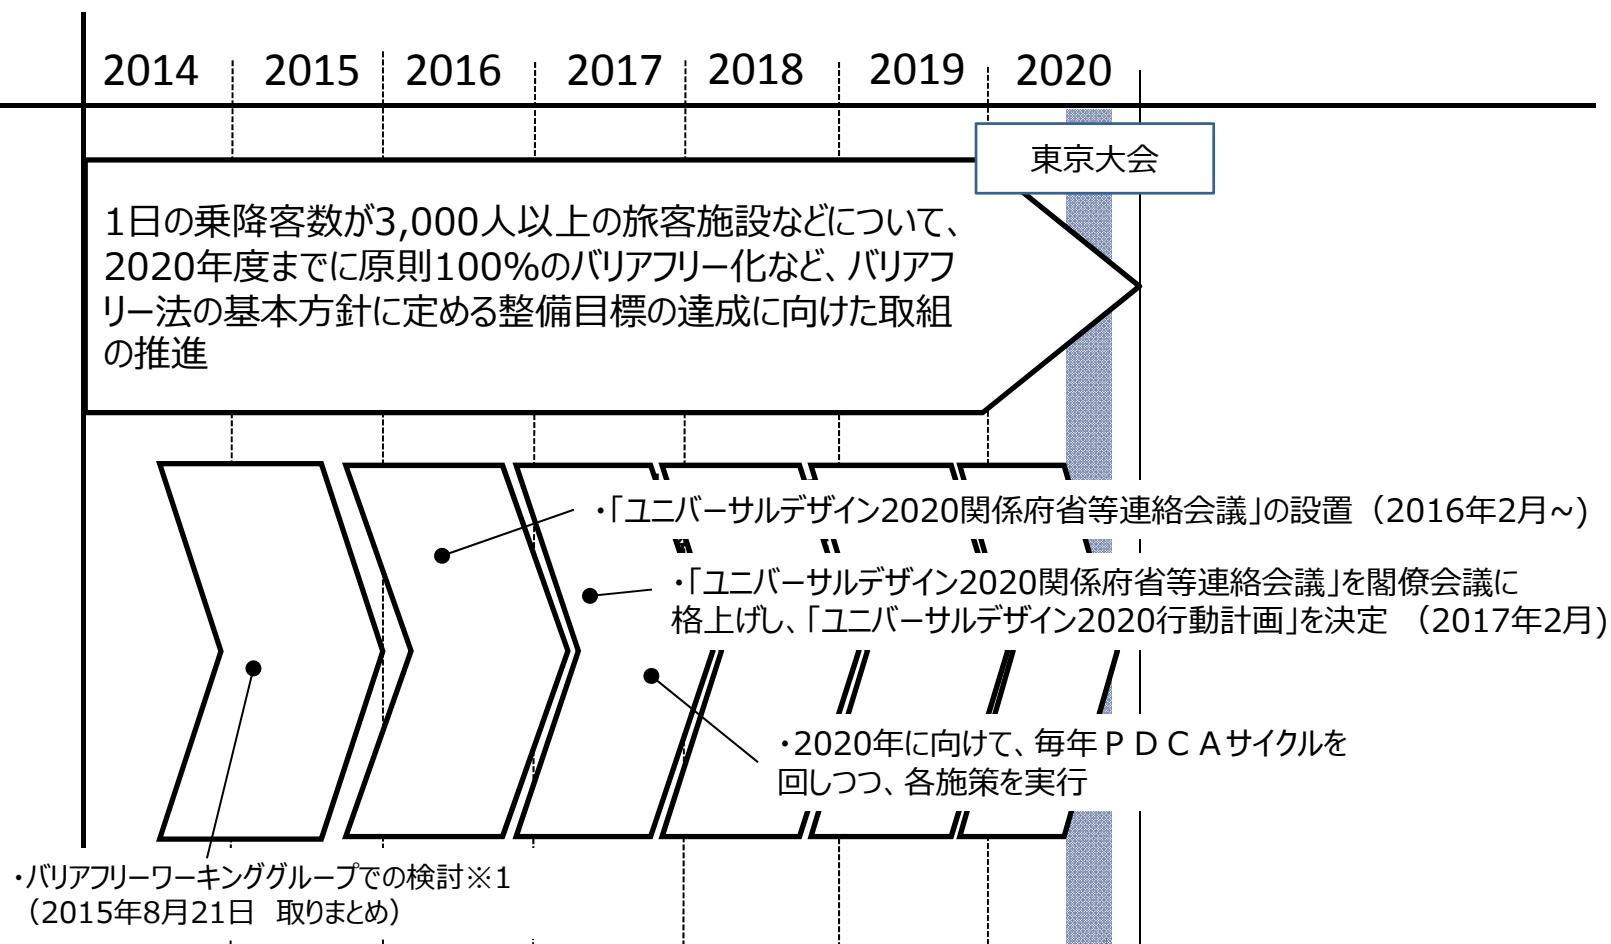 2014 2015 2016 2017 2018 2019 2020
東京大会
1日の乗降客数が3,000人以上の旅客施設などについて、
2020年度までに原則100%のバリアフリー化など、バリアフ
リー法の基本方針に定める整備目標の達成に向けた取組
の推進
・「ユニバーサルデザイン2020関係府省等連絡会議」の設置（2016年2月~)
・「ユニバーサルデザイン2020関係府省等連絡会議」を閣僚会議に
格上げし、「ユニバーサルデザイン2020行動計画」を決定 （2017年2月)
・2020年に向けて、毎年ＰＤＣＡサイクルを
回しつつ、各施策を実行
・バリアフリーワーキンググループでの検討※1
（2015年8月21日 取りまとめ）